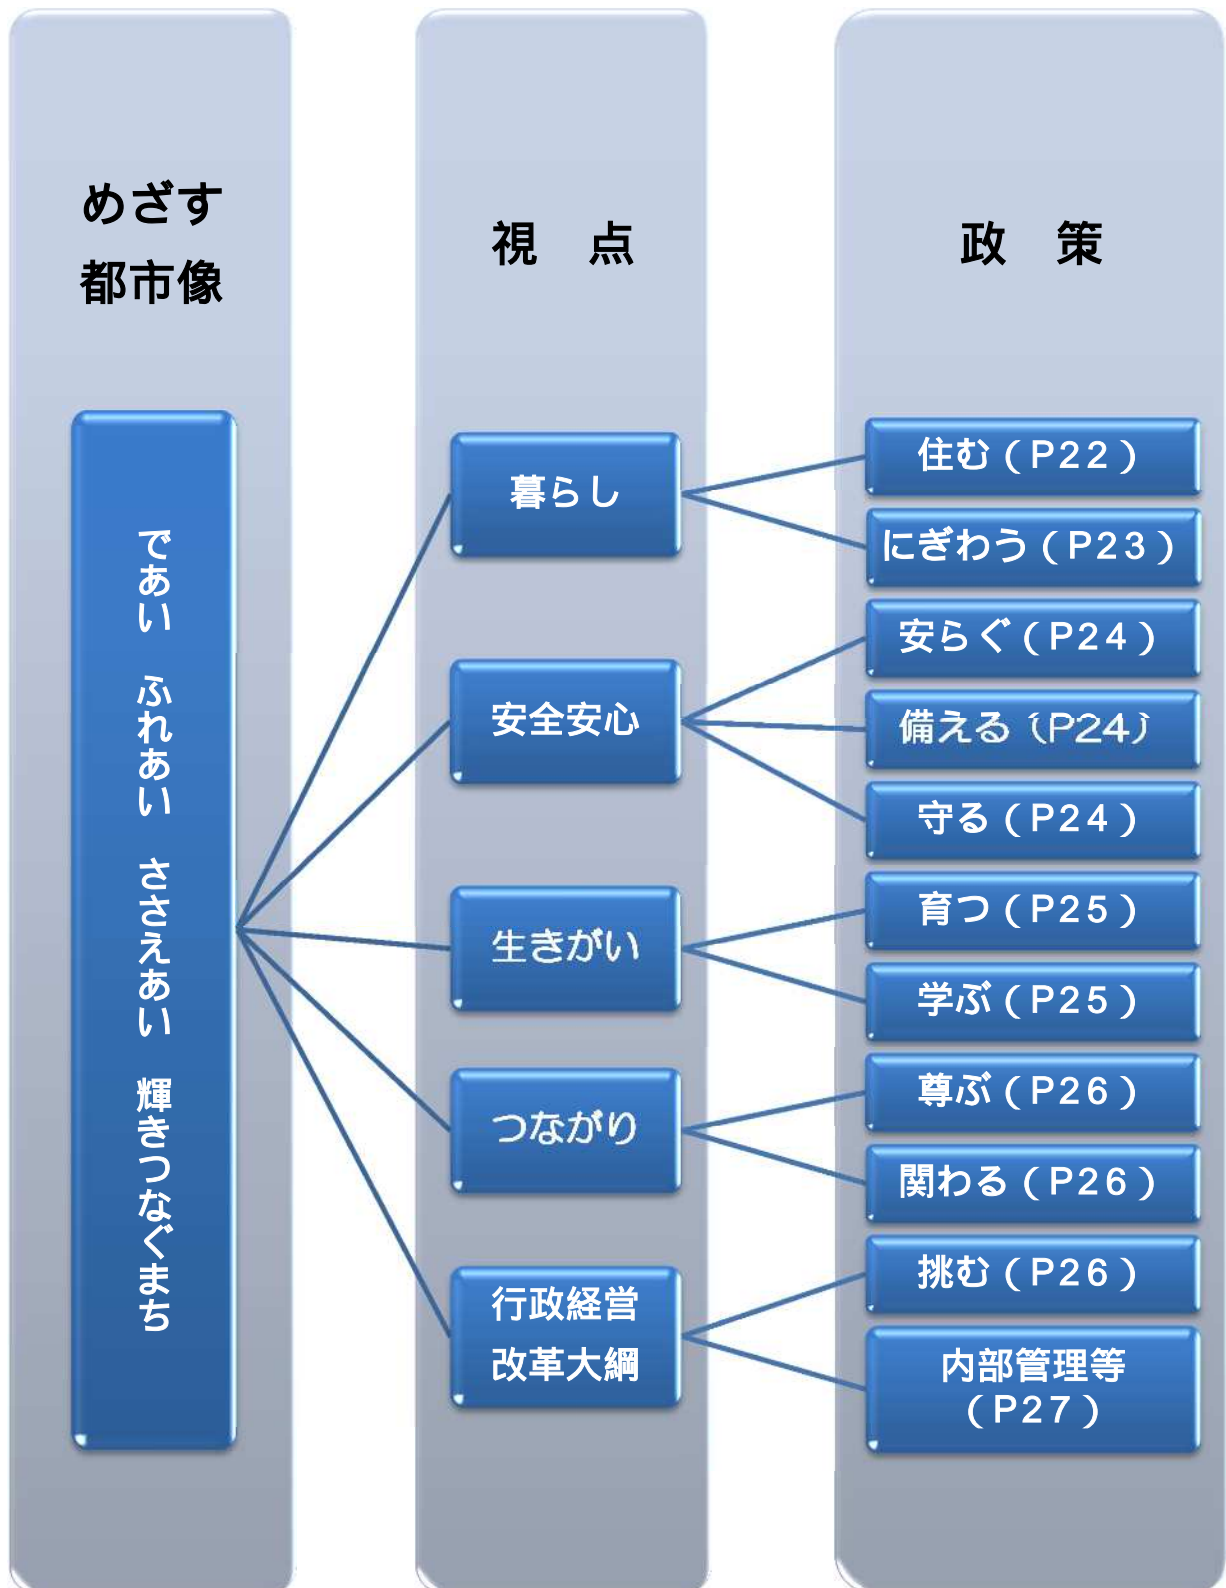 めざす
都市像
視　点
政　策
であい　ふれあい　ささえあい　輝きつなぐまち
暮らし
安全安心
生きがい
つながり
行政経営
改革大綱
住む（P22）
にぎわう（P23）
安らぐ（P24）
備える（P24）
守る（P24）
育つ（P25）
学ぶ（P25）
尊ぶ（P26）
関わる（P26）
挑む（P26）
内部管理等
（P27）